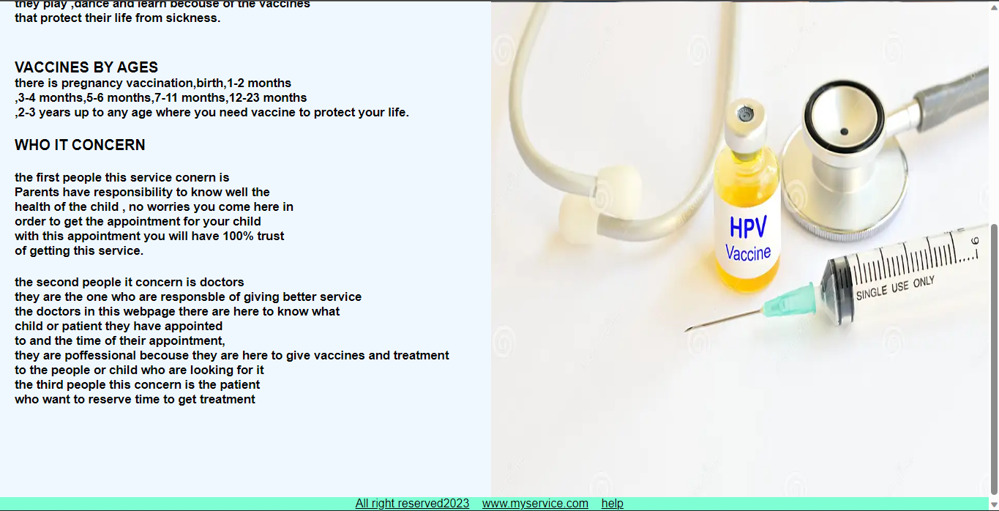 they play ,dance and learn becouse of the vaccines
that protect their life from sickness.
VACCINES BY AGES
there is pregnancy vaccination,birth,1-2 months
,3-4 months,5-6 months,7-11 months,12-23 months
,2-3 years up to any age where you need vaccine to protect your life.
WHO IT CONCERN
the first people this service conern is
Parents have responsibility to know well the
health of the child , no worries you come here in
order to get the appointment for your child
with this appointment you will have 100% trust
of getting this service.
the second people it concern is doctors
they are the one who are responsble of giving better service
the doctors in this webpage there are here to know what
child or patient they have appointed
to and the time of their appointment,
they are poffessional becouse they are here to give vaccines and treatment
to the people or child who are looking for it
the third people this concern is the patient
who want to reserve time to get treatment
HPV
Vaccine
SINGLE USE ONLY
All right reserved2023 www.myservice.com help